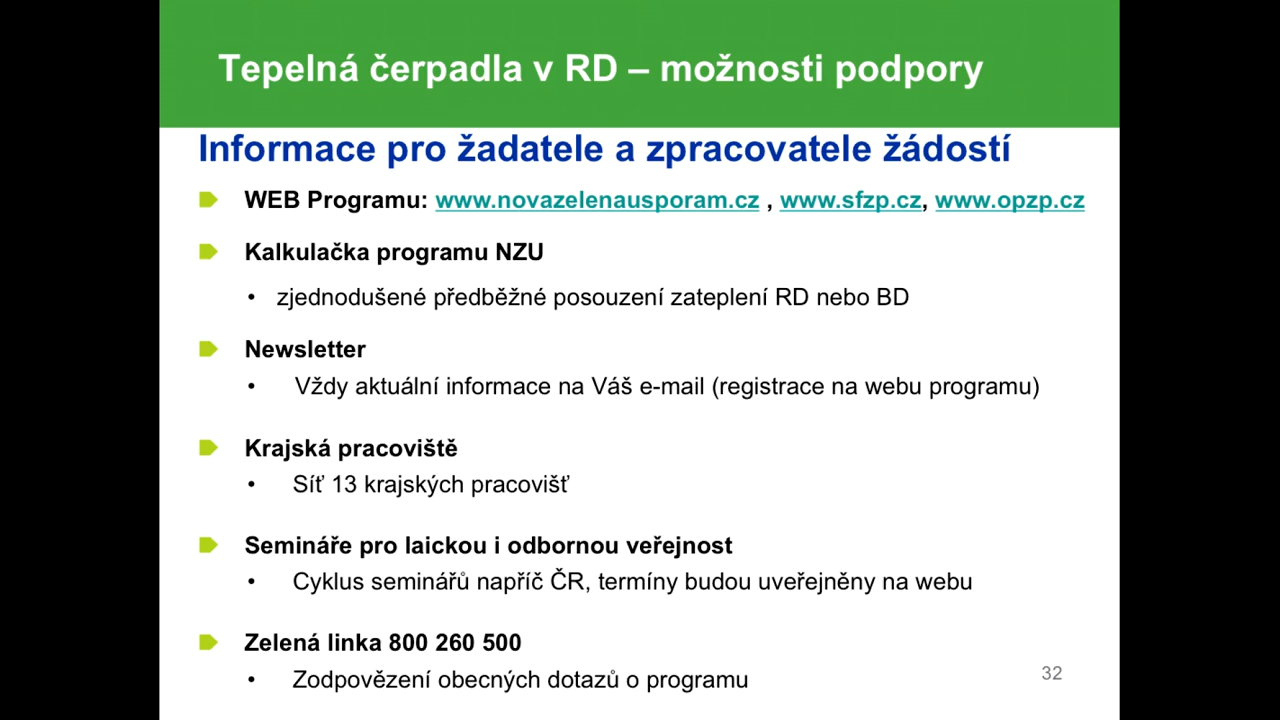 Tepelná čerpadla v RD – možnosti podpory
Informace pro žadatele a zpracovatele žádostí
WEB Programu: www.novazelenausporam.cz , www.sfzp.cz, www.opzp.cz
Kalkulačka programu NZU
• zjednodušené předběžné posouzení zateplení RD nebo BD
Newsletter
• Vždy aktuální informace na Váš e-mail (registrace na webu programu)
Krajská pracoviště
• Síť 13 krajských pracovišť
Semináře pro laickou i odbornou veřejnost
• Cyklus seminářů napříč ČR, termíny budou uveřejněny na webu
Zelená linka 800 260 500
• Zodpovězení obecných dotazů o programu
32